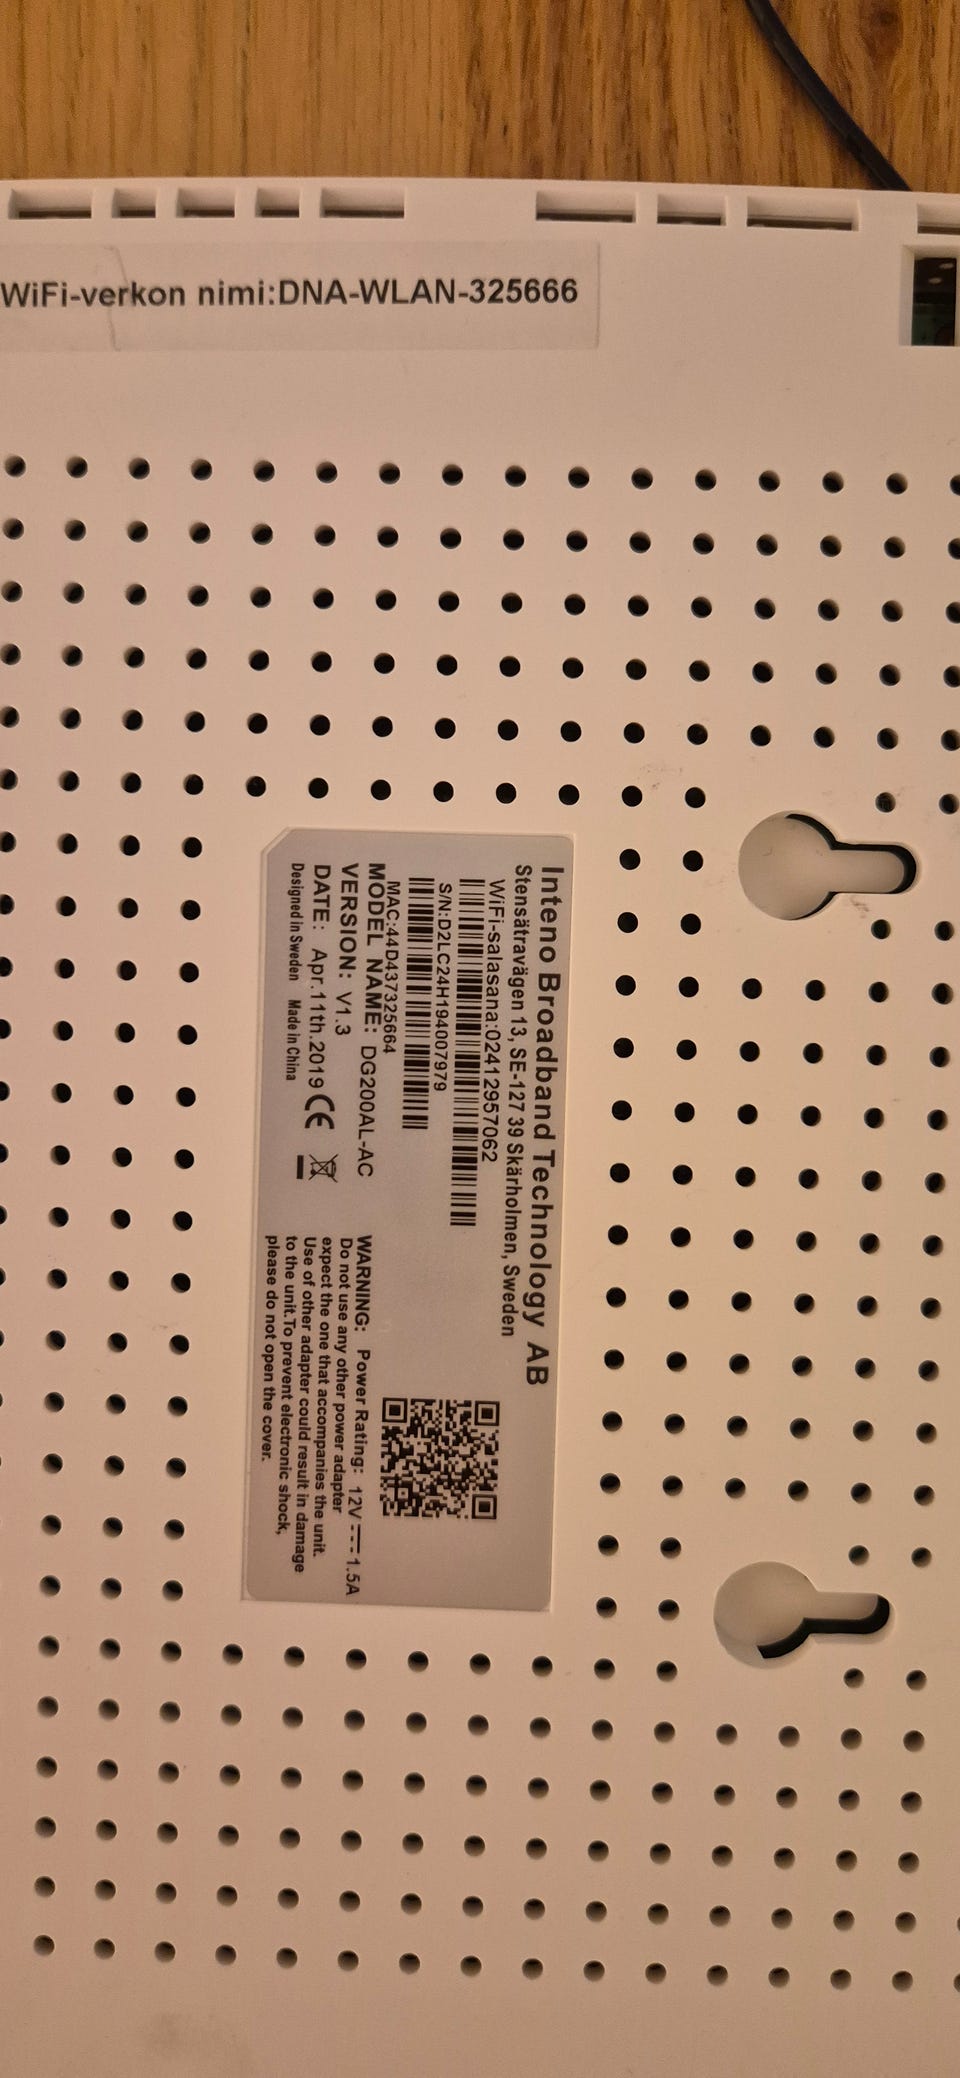 WiFi-verkon nimi:DNA-WLAN-325666
Inteno Broadband Technology AB
Stensätravägen 13, SE-127 39 Skärholmen, Sweden
WiFi-salasana:02412957062
S/N:D2LC24H194007979
MAC:44D437325664
MODEL NAME: DG200AL-AC
VERSION: V1.3
DATE: Apr.11th.2019 CE
Designed in Sweden Made in China
WARNING: Power Rating: 12V 1.5A
Do not use any other power adapter
expect the one that accompanies the unit.
Use of other adapter could result in damage
to the unit.To prevent electronic shock,
please do not open the cover.